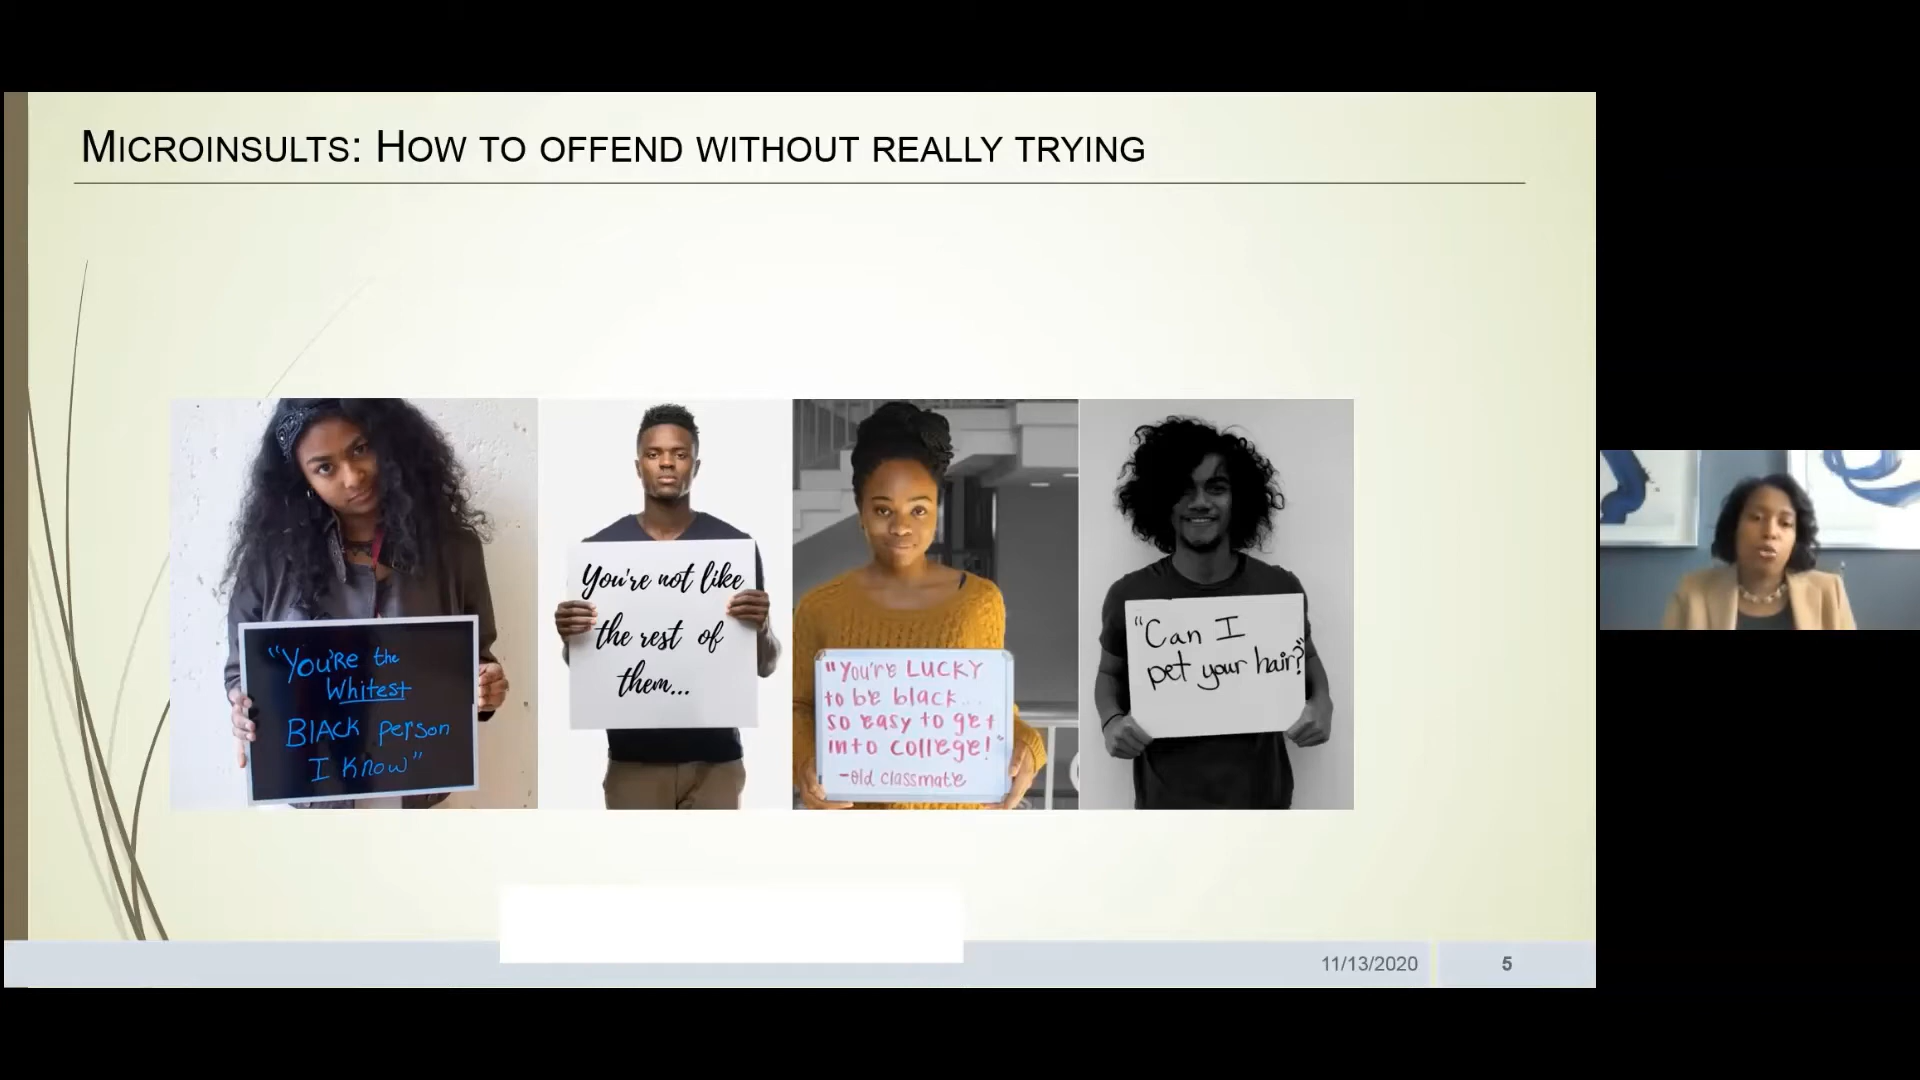 MICROINSULTS: HOW TO OFFEND WITHOUT REALLY TRYING
"You're the
Whitest
BlACK person
I know"
You're not like
the rest of
them...
"You're LUCKY
to be black...
so easy to get
into college!"
-old classmate
"Can I
pet your hair?"
11/13/2020
5